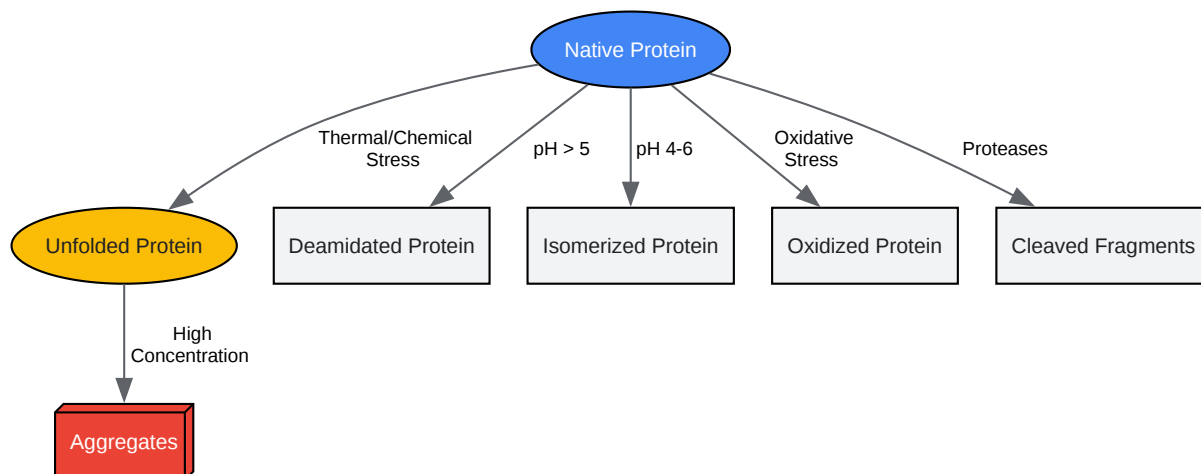 Native Protein
Thermal/Chemical
Stress
pH > 5
pH 4-6
Oxidative
Stress
Proteases
Unfolded Protein
Deamidated Protein
Isomerized Protein
Oxidized Protein
Cleaved Fragments
High
Concentration
Aggregates